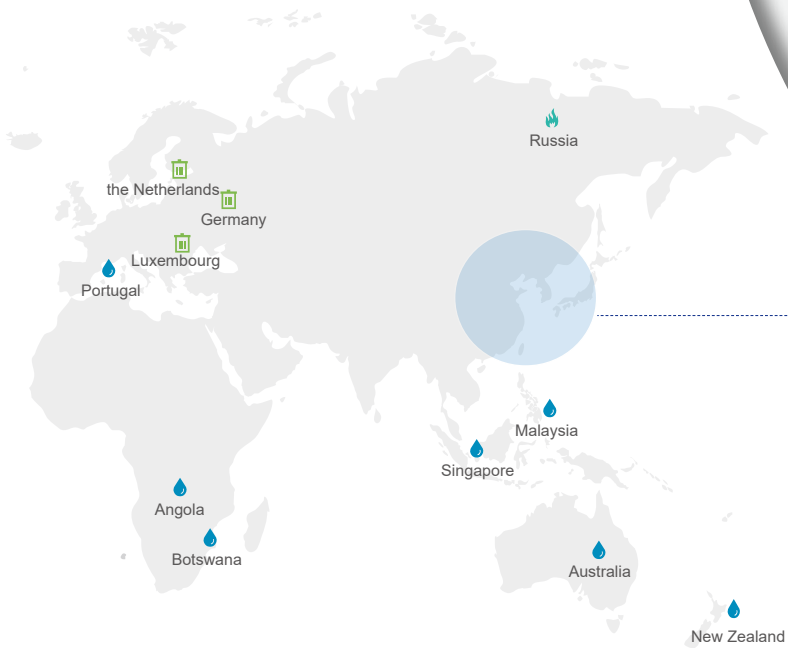 Russia
the Netherlands
Germany
Luxembourg
Portugal
Malaysia
Singapore
Angola
Botswana
Australia
New Zealand